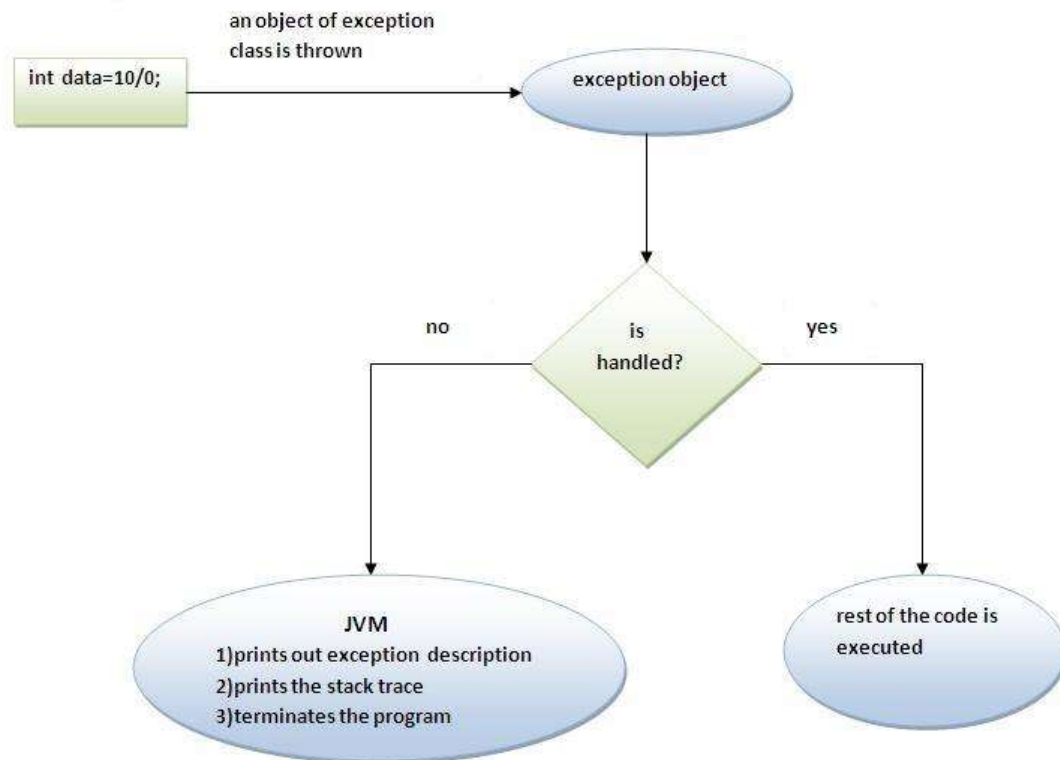 an object of exception
class is thrown
int data=10/0;
exception object
no
is
handled?
yes
JVM
1)prints out exception description
2)prints the stack trace
3)terminates the program
rest of the code is
executed